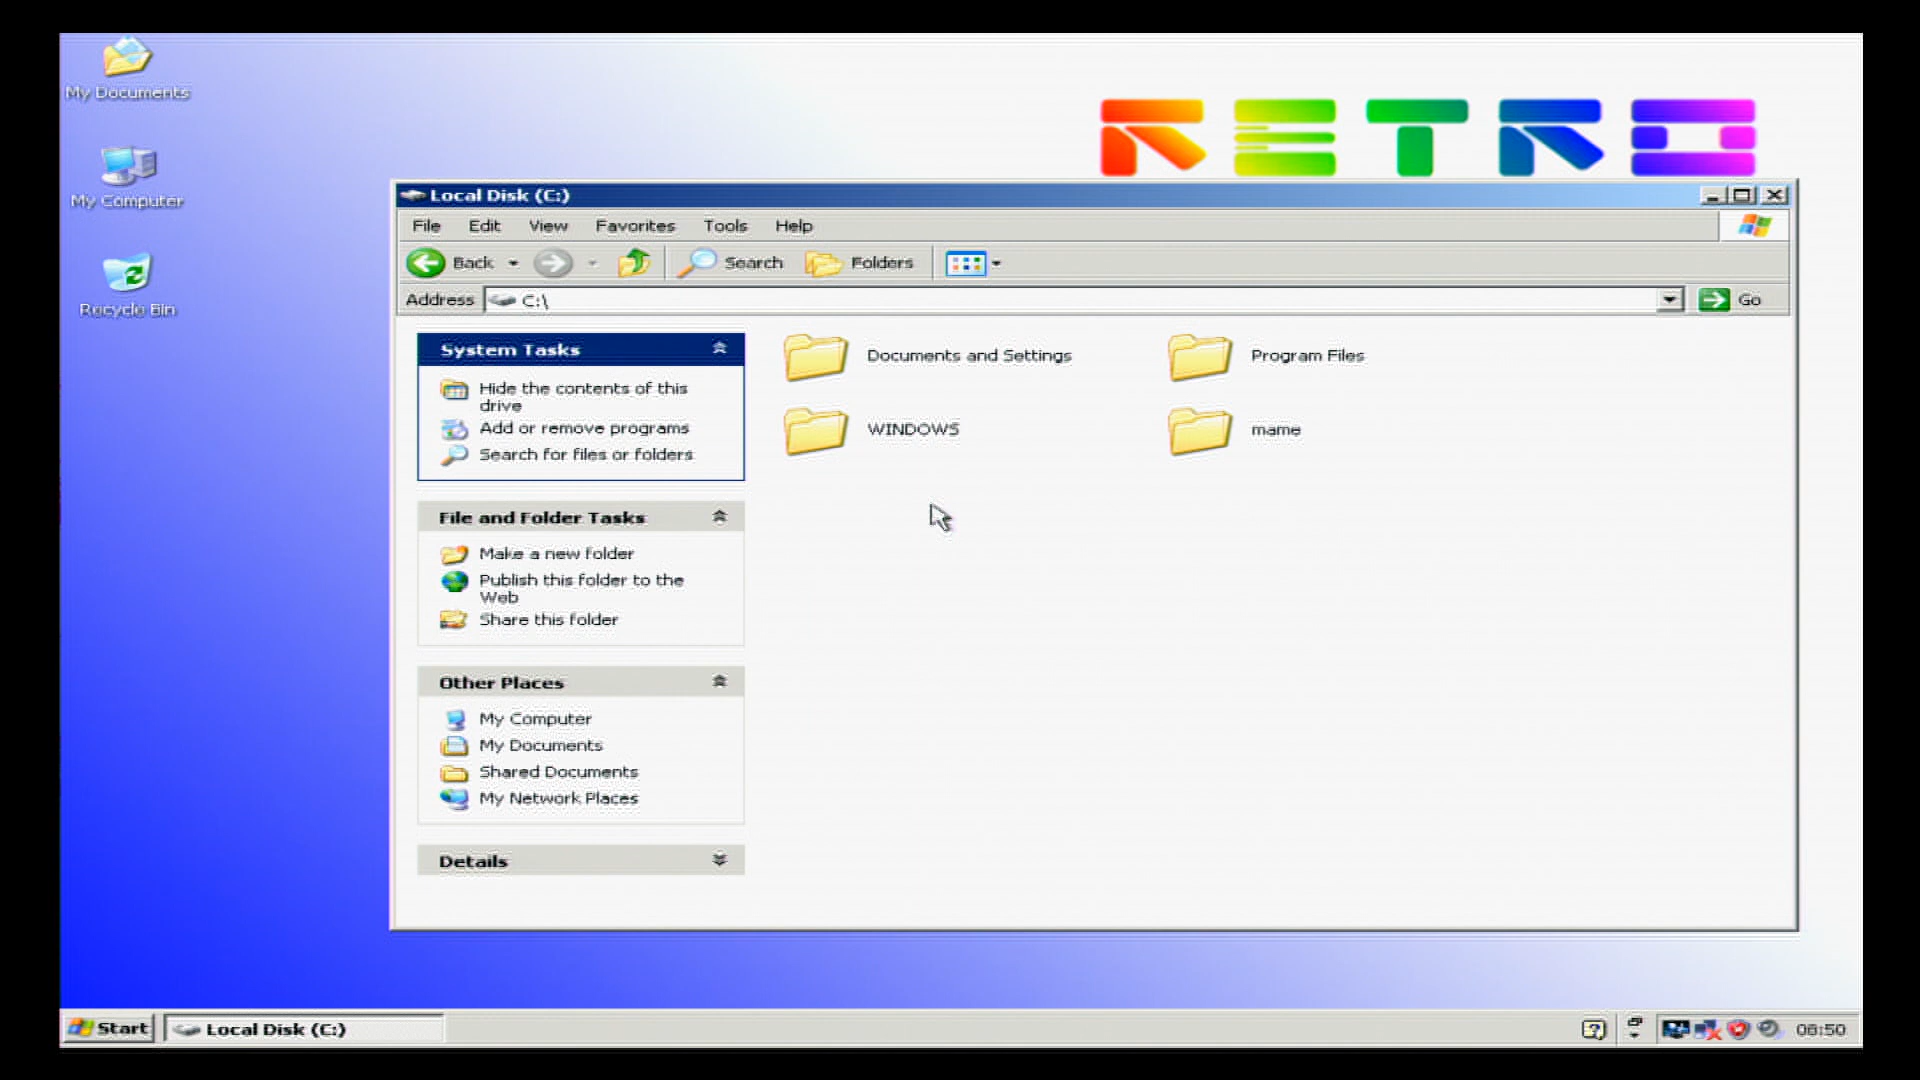 My Documents
My Computer
Recycle Bin
RETRO
Local Disk (C:)
File Edit View Favorites Tools Help
Back Search Folders
Address C:\ Go
System Tasks
Hide the contents of this
drive
Add or remove programs
Search for files or folders
File and Folder Tasks
Make a new folder
Publish this folder to the
Web
Share this folder
Other Places
My Computer
My Documents
Shared Documents
My Network Places
Details
Documents and Settings
Program Files
WINDOWS
mame
Start Local Disk (C:) 06:50